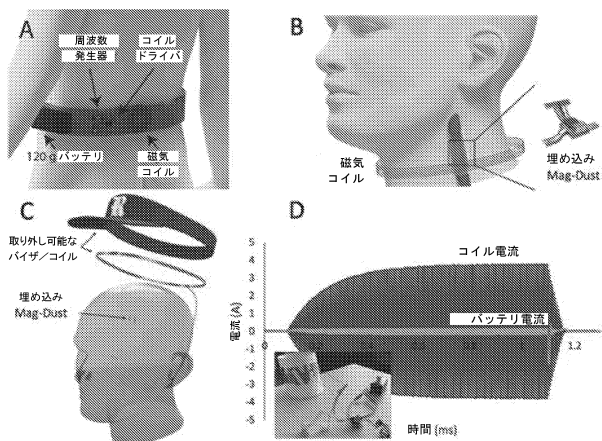 A
周波数
発生器
コイル
ドライバ
120 g バッテリ
磁気
コイル
B
磁気
コイル
埋め込み
Mag-Dust
C
取り外し可能な
バイザ/コイル
埋め込み
Mag-Dust
D
コイル電流
バッテリ電流
電流 (A)
5
4
3
2
1
0
-1
-2
-3
-4
-5
0
1
1.2
時間 (ms)